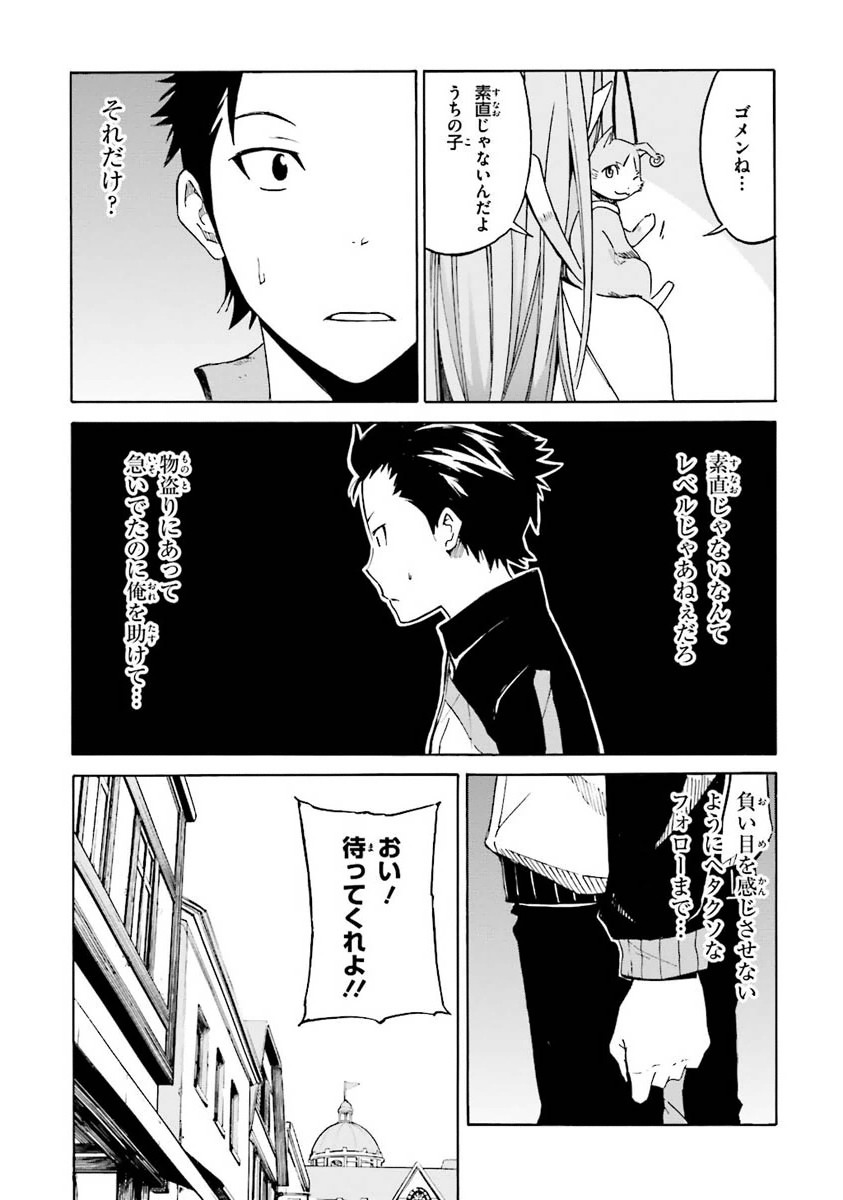 ゴメンね…
素直じゃないんだよ
うちの子
それだけ？
素直じゃないなんて
レベルじゃあねぇだろ
物盗りにあって
急いでたのに俺を助けて…
負い目を感じさせない
ようにヘタクソな
フォローまで…
おい！
待ってくれよ!!